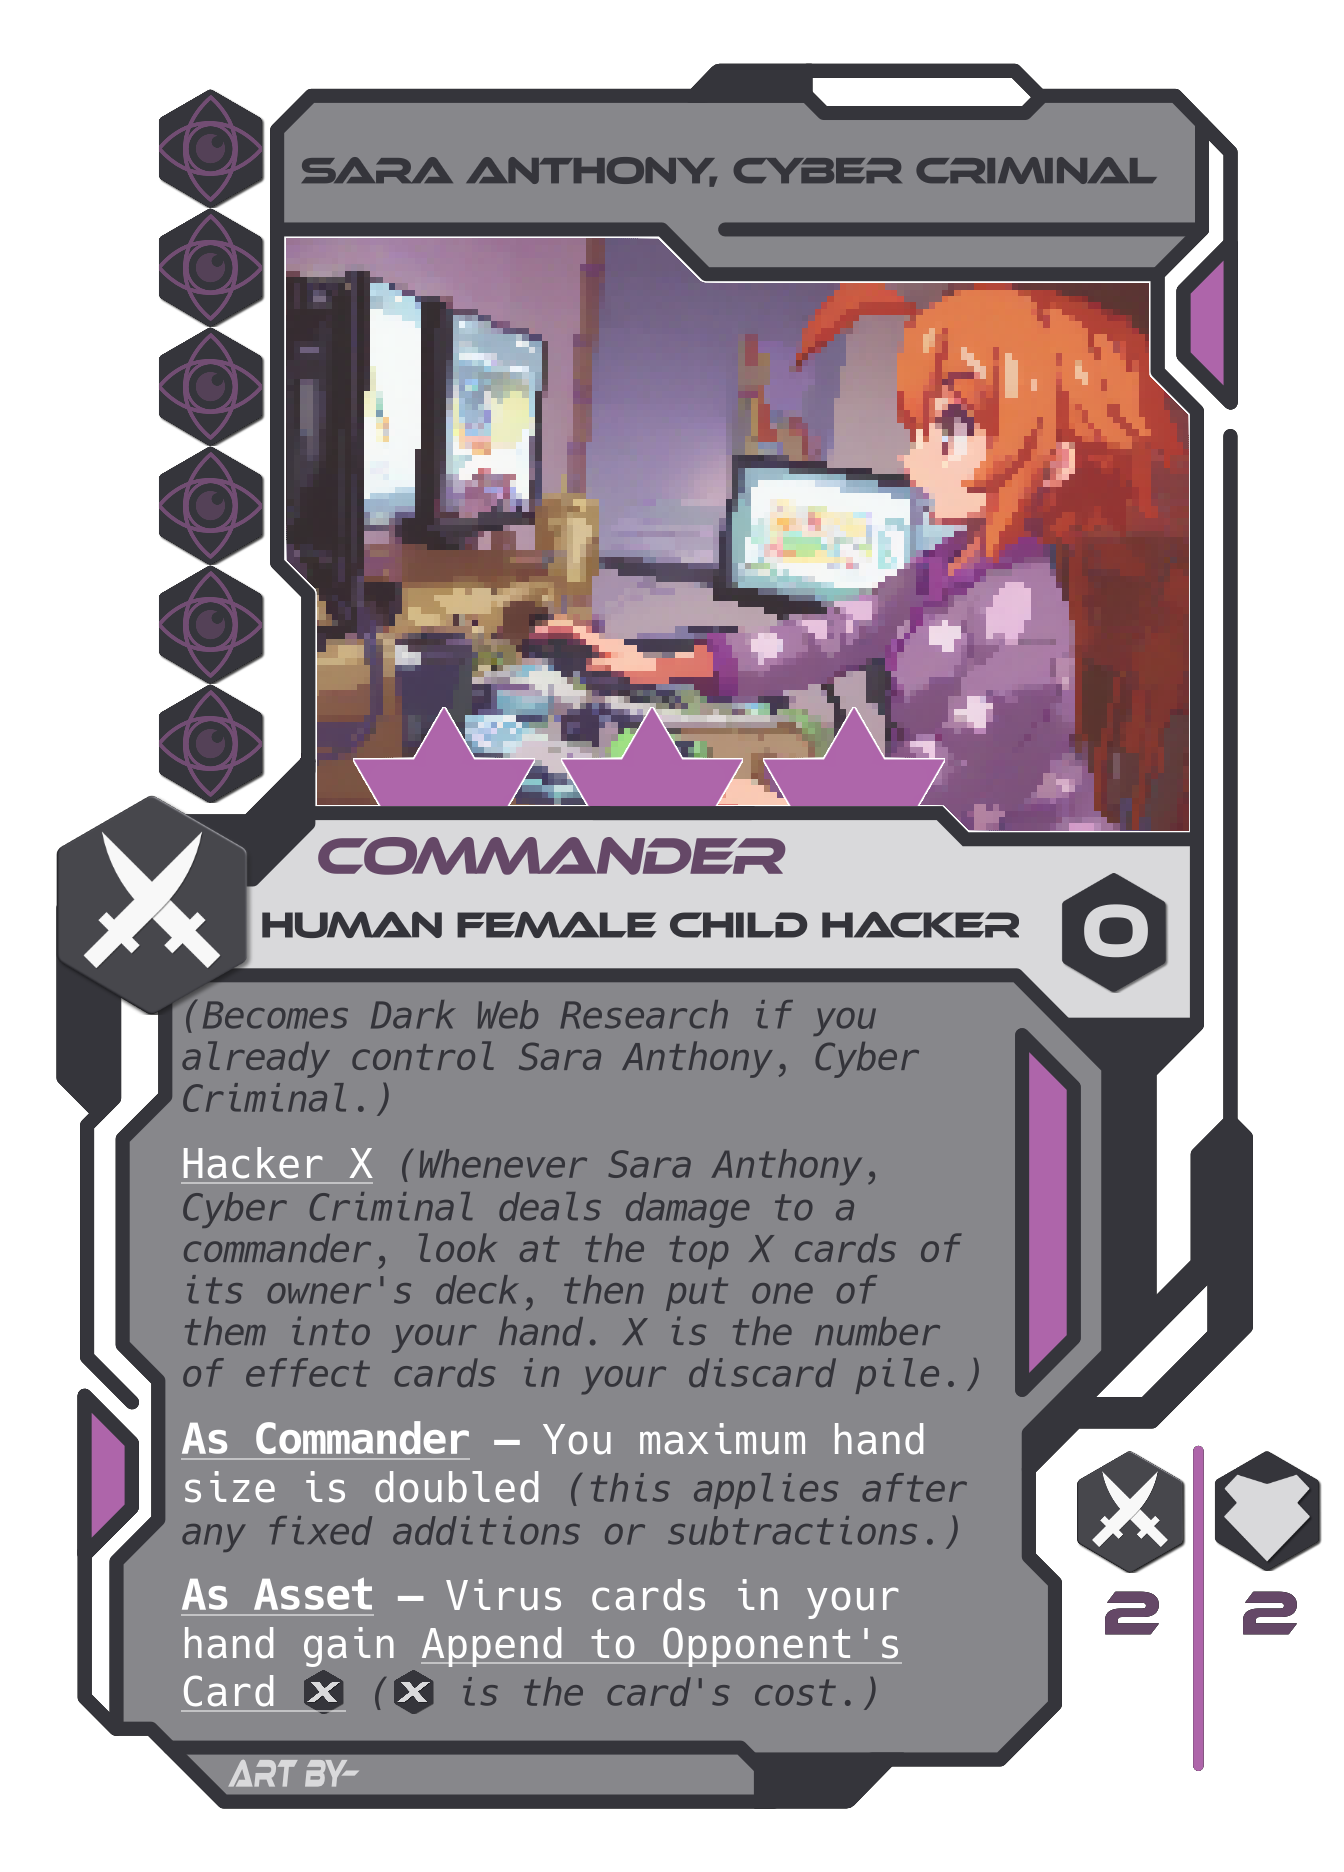 SARA ANTHONY, CYBER CRIMINAL
COMMANDER
HUMAN FEMALE CHILD HACKER
0
(Becomes Dark Web Research if you
already control Sara Anthony, Cyber
Criminal.)
Hacker X (Whenever Sara Anthony,
Cyber Criminal deals damage to a
commander, look at the top X cards of
its owner's deck, then put one of
them into your hand. X is the number
of effect cards in your discard pile.)
As Commander — You maximum hand
size is doubled (this applies after
any fixed additions or subtractions.)
As Asset — Virus cards in your
hand gain Append to Opponent's
Card X (X is the card's cost.)
2 2
ART BY-